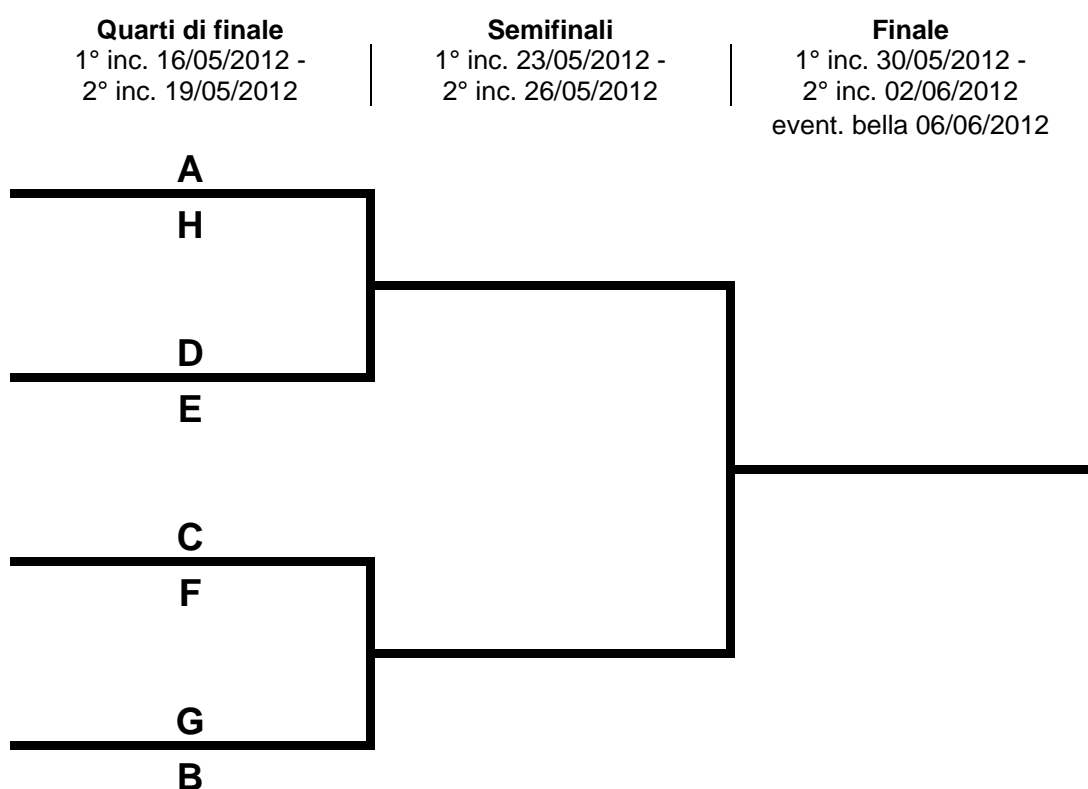 Quarti di finale
1° inc. 16/05/2012 -
2° inc. 19/05/2012
Semifinali
1° inc. 23/05/2012 -
2° inc. 26/05/2012
Finale
1° inc. 30/05/2012 -
2° inc. 02/06/2012
event. bella 06/06/2012
A
H
D
E
C
F
G
B